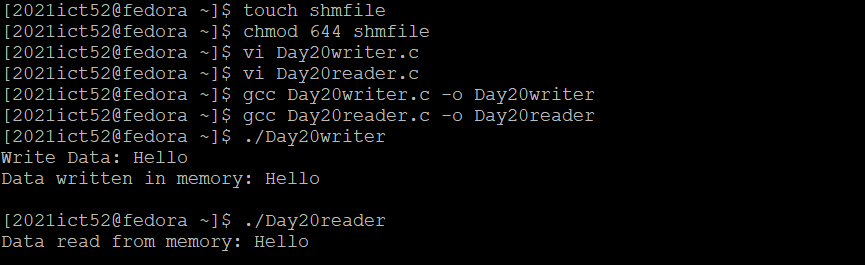 [2021ict52@fedora ~]$ touch shmfile
[2021ict52@fedora ~]$ chmod 644 shmfile
[2021ict52@fedora ~]$ vi Day20writer.c
[2021ict52@fedora ~]$ vi Day20reader.c
[2021ict52@fedora ~]$ gcc Day20writer.c -o Day20writer
[2021ict52@fedora ~]$ gcc Day20reader.c -o Day20reader
[2021ict52@fedora ~]$ ./Day20writer
Write Data: Hello
Data written in memory: Hello
[2021ict52@fedora ~]$ ./Day20reader
Data read from memory: Hello